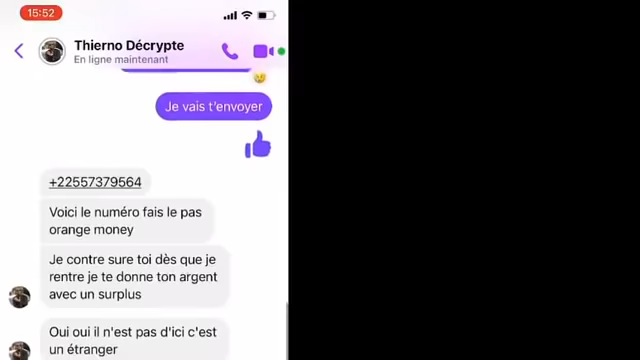 15:52
Thierno Décrypte
En ligne maintenant
Je vais t'envoyer
+22557379564
Voici le numéro fais le pas
orange money
Je contre sure toi dès que je
rentre je te donne ton argent
avec un surplus
Oui oui il n'est pas d'ici c'est
un étranger